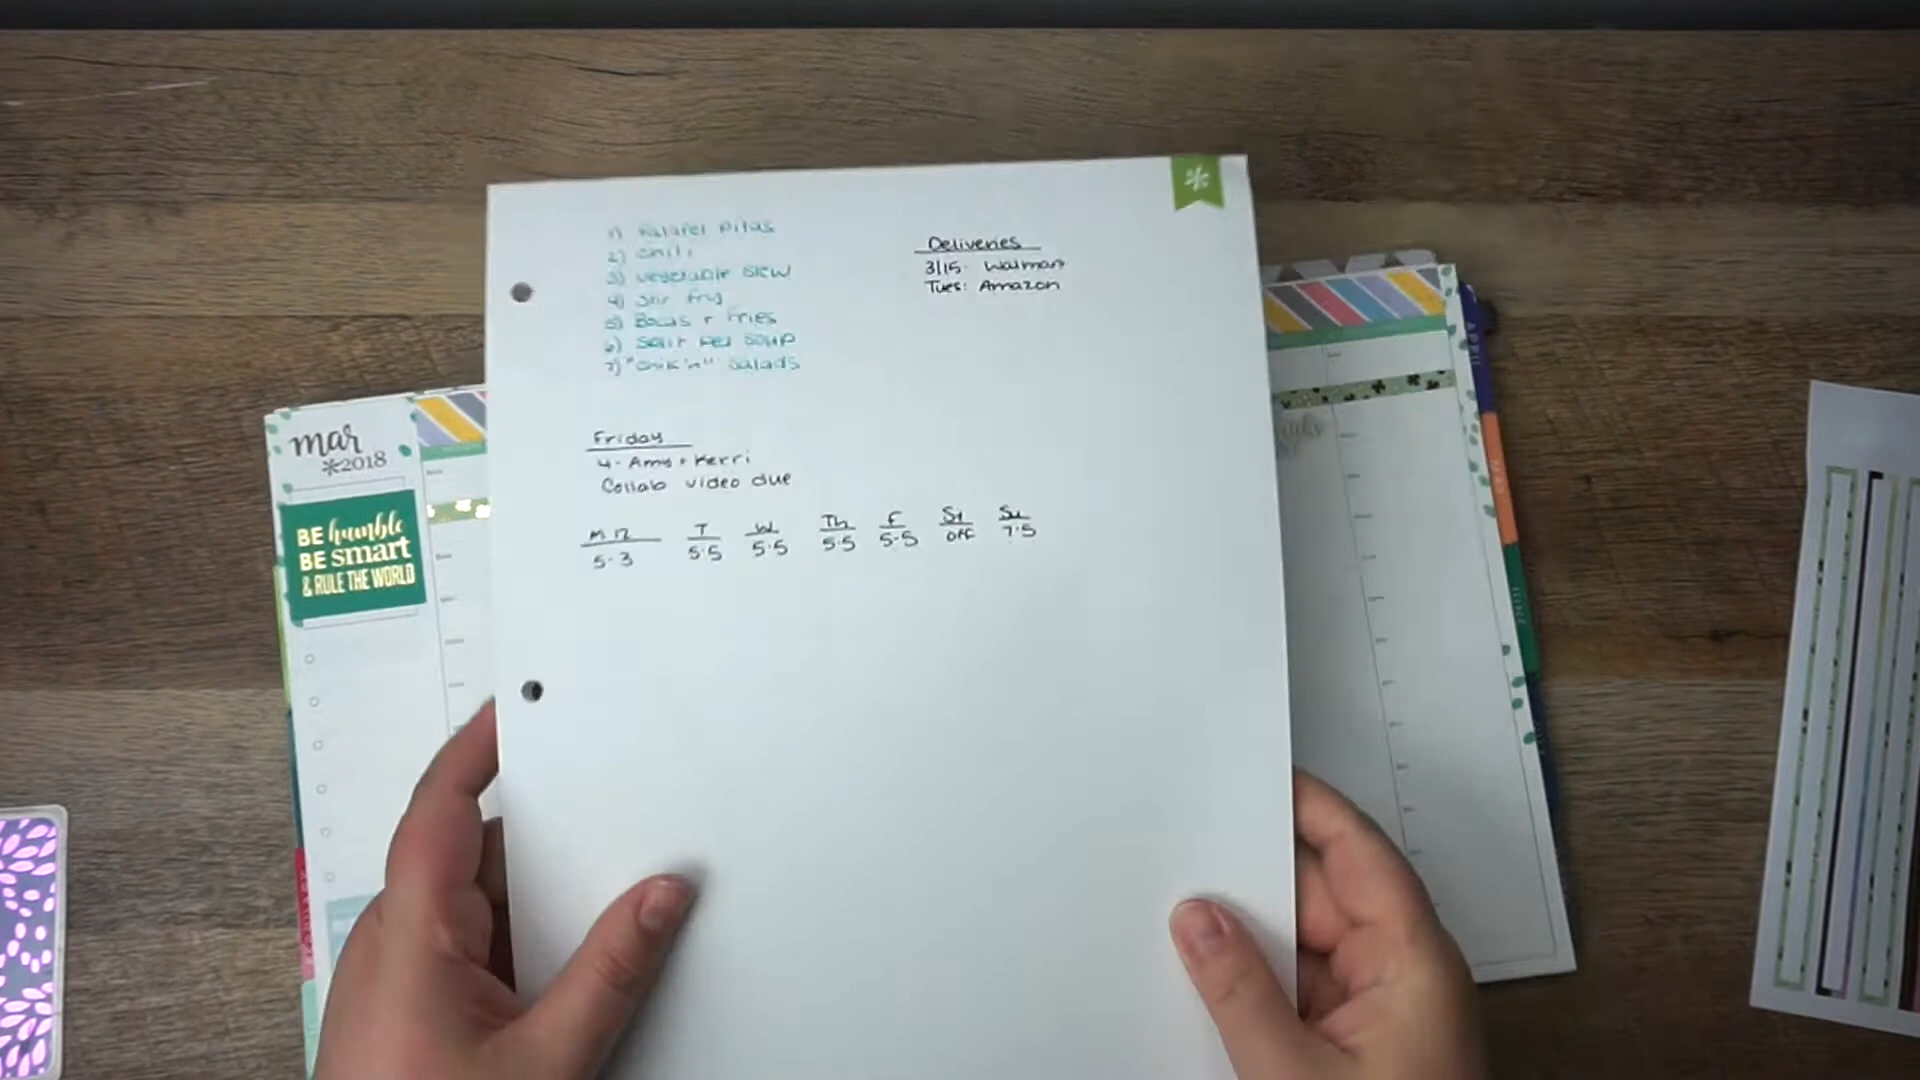 1) Falafel Pitas
2) Chili
3) Vegetable Stew
4) Stir Fry
5) Bocas + Fries
6) Split Pea Soup
7) "Chik'n" Salads
Deliveries
3/15- Walmart
Tues: Amazon
Friday
4- Amy + Kerri
Collab video due
M 12 T W Th F St Su
5-3 5-5 5-5 5-5 5-5 off 7-5
mar
*2018
BE humble
BE smart
& RULE THE WORLD
APRIL